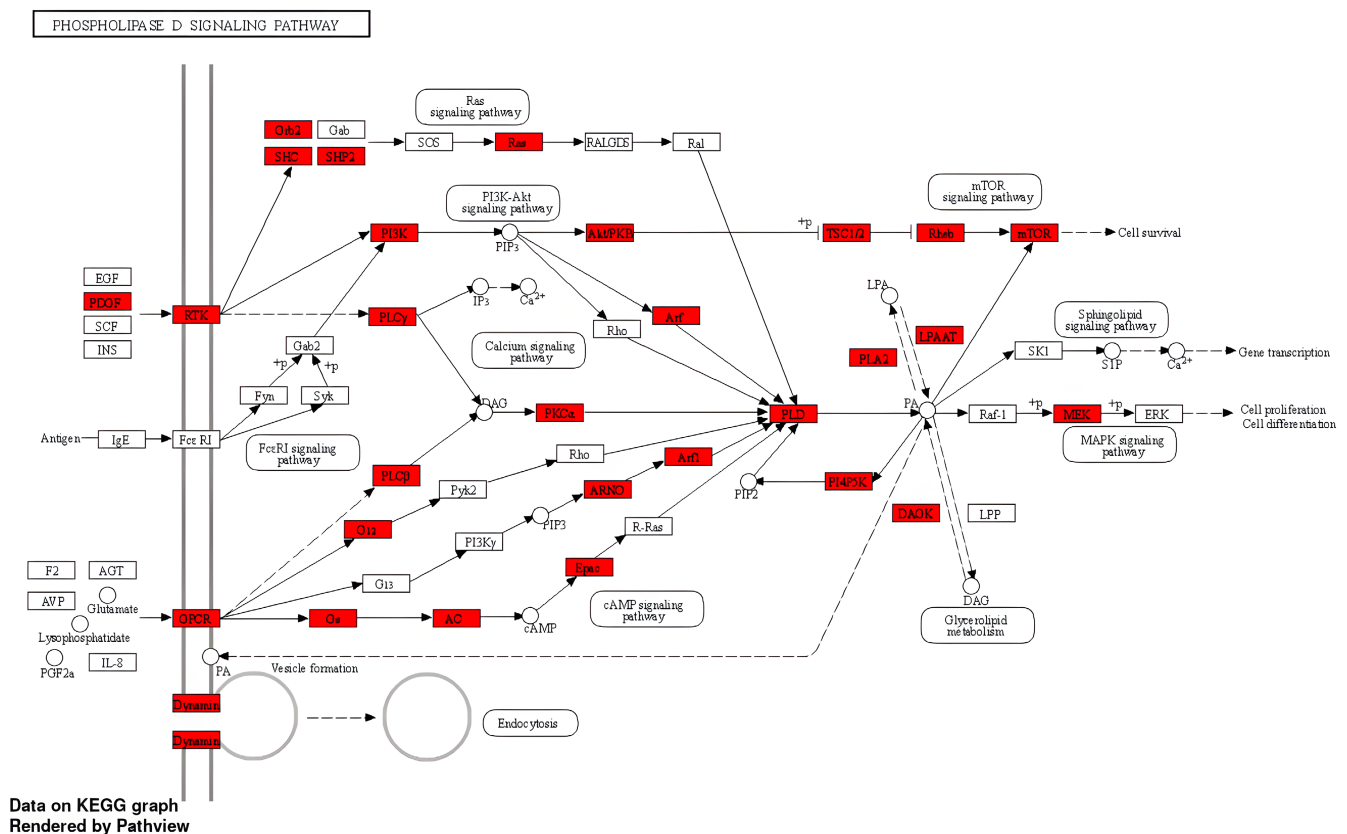 PHOSPHOLIPASE D SIGNALING PATHWAY
Ras
signaling pathway
Grb2
Gab
SHC
SHP2
SOS
Ras
RALGDS
Ral
PI3K-Akt
signaling pathway
mTOR
signaling pathway
PI3K
PIP3
Akt/PKB
+p
TSC1/2
Rheb
mTOR
Cell survival
EGF
PDGF
SCF
INS
RTK
PLCγ
IP3
Ca2+
Arf
Rho
LPA
LPAAT
PLA2
Sphingolipid
signaling pathway
Calcium signaling
pathway
Gab2
+p
+p
Fyn
Syk
SK1
S1P
Ca2+
Gene transcription
DAG
PKCα
PLD
PA
Raf-1
+p
MEK
+p
ERK
Cell proliferation
Cell differentiation
Antigen
IgE
Fcε RI
FcεRI signaling
pathway
MAPK signaling
pathway
Rho
Arf1
PLCβ
Pyk2
ARNO
PIP2
PI4P5K
G12
PI3Kγ
PIP3
R-Ras
DAGK
LPP
G13
Epac
F2
AGT
AVP
Glutamate
Lysophosphatidate
PGF2a
IL-8
GPCR
Gs
AC
cAMP
cAMP signaling
pathway
DAG
Glycerolipid
metabolism
PA
Vesicle formation
Dynamin
Dynamin
Endocytosis
Data on KEGG graph
Rendered by Pathview